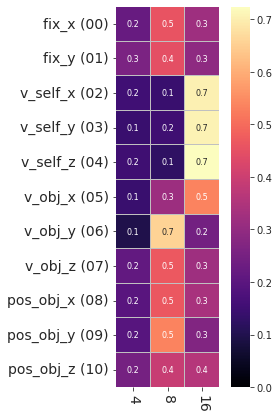 fix_x (00) 0.2 0.5 0.3
fix_y (01) 0.3 0.4 0.3
v_self_x (02) 0.2 0.1 0.7
v_self_y (03) 0.1 0.2 0.7
v_self_z (04) 0.2 0.1 0.7
v_obj_x (05) 0.1 0.3 0.5
v_obj_y (06) 0.1 0.7 0.2
v_obj_z (07) 0.2 0.5 0.3
pos_obj_x (08) 0.2 0.5 0.3
pos_obj_y (09) 0.2 0.5 0.3
pos_obj_z (10) 0.2 0.4 0.4
4 8 16
0.7
0.6
0.5
0.4
0.3
0.2
0.1
0.0